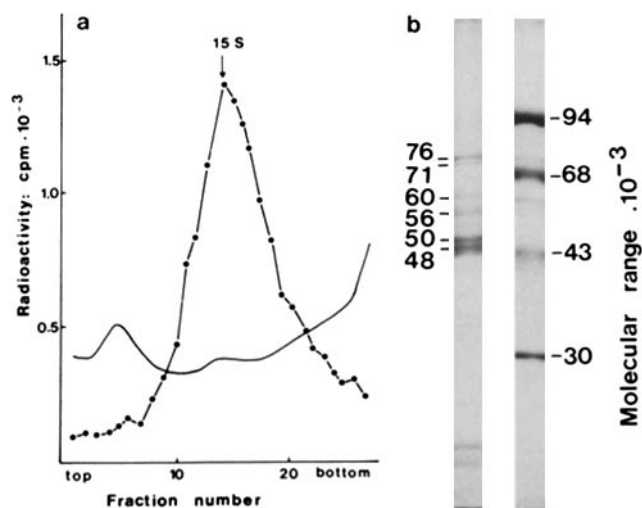 a
15 S
1.5
1.0
0.5
Radioactivity: cpm · 10⁻³
10
20
top
bottom
Fraction number
b
76
71
60
56
50
48
-94
-68
-43
-30
Molecular range .10⁻³